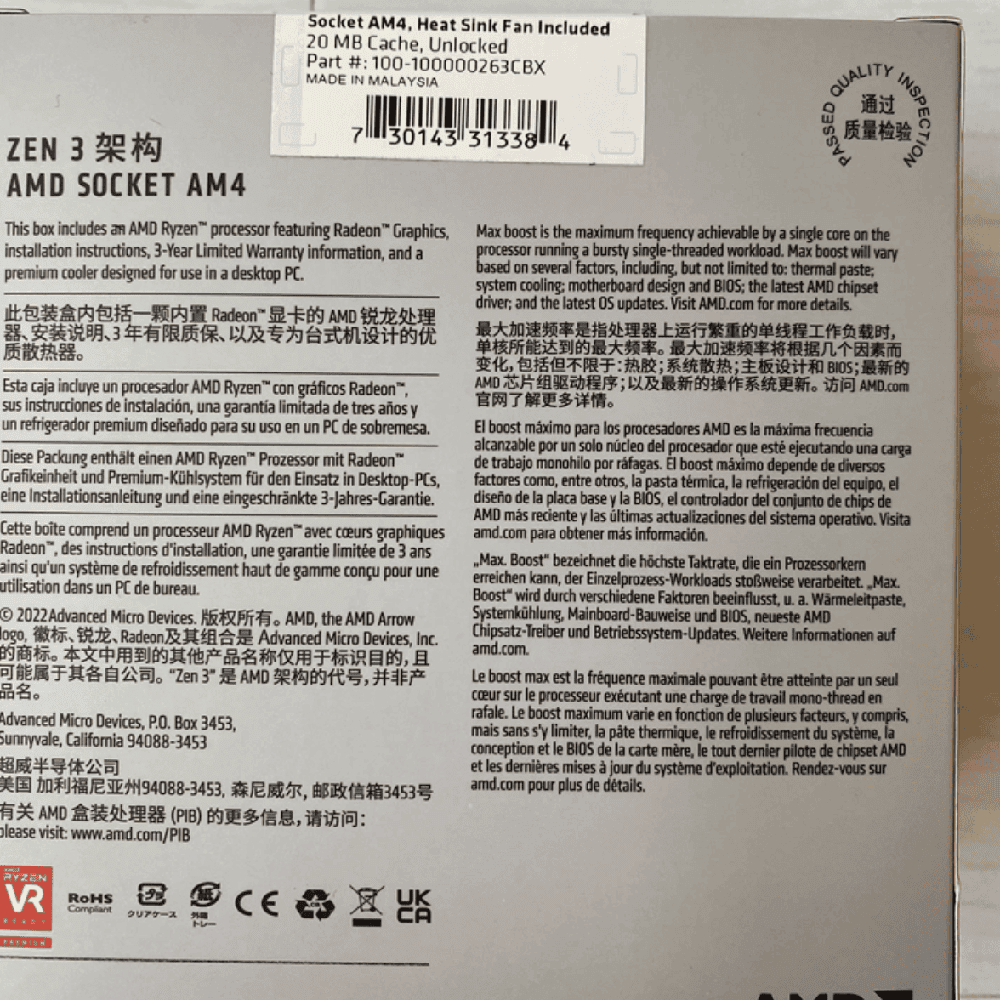 Socket AM4, Heat Sink Fan Included
20 MB Cache, Unlocked
Part #: 100-100000263CBX
MADE IN MALAYSIA
7 30143 31338 4
PASSED QUALITY INSPECTION
通过
质量检验
ZEN 3 架构
AMD SOCKET AM4
This box includes an AMD Ryzen™ processor featuring Radeon™ Graphics,
installation instructions, 3-Year Limited Warranty information, and a
premium cooler designed for use in a desktop PC.
此包装盒内包括一颗内置 Radeon™ 显卡的 AMD 锐龙处理
器、安装说明、3 年有限质保、以及专为台式机设计的优
质散热器。
Esta caja incluye un procesador AMD Ryzen™ con gráficos Radeon™,
sus instrucciones de instalación, una garantía limitada de tres años y
un refrigerador premium diseñado para su uso en un PC de sobremesa.
Diese Packung enthält einen AMD Ryzen™ Prozessor mit Radeon™
Grafikeinheit und Premium-Kühlsystem für den Einsatz in Desktop-PCs,
eine Installationsanleitung und eine eingeschränkte 3-Jahres-Garantie.
Cette boîte comprend un processeur AMD Ryzen™ avec cœurs graphiques
Radeon™, des instructions d'installation, une garantie limitée de 3 ans
ainsi qu'un système de refroidissement haut de gamme conçu pour une
utilisation dans un PC de bureau.
© 2022Advanced Micro Devices. 版权所有。AMD, the AMD Arrow
logo, 徽标、锐龙、Radeon及其组合是 Advanced Micro Devices, Inc.
的商标。本文中用到的其他产品名称仅用于标识目的, 且
可能属于其各自公司。“Zen 3” 是 AMD 架构的代号, 并非产
品名。
Advanced Micro Devices, P.O. Box 3453,
Sunnyvale, California 94088-3453
超威半导体公司
美国 加利福尼亚州94088-3453, 森尼威尔, 邮政信箱3453号
有关 AMD 盒装处理器 (PIB) 的更多信息, 请访问:
please visit: www.amd.com/PIB
Max boost is the maximum frequency achievable by a single core on the
processor running a bursty single-threaded workload. Max boost will vary
based on several factors, including, but not limited to: thermal paste;
system cooling; motherboard design and BIOS; the latest AMD chipset
driver; and the latest OS updates. Visit AMD.com for more details.
最大加速频率是指处理器上运行繁重的单线程工作负载时,
单核所能达到的最大频率。最大加速频率将根据几个因素而
变化, 包括但不限于: 热胶; 系统散热; 主板设计和 BIOS; 最新的
AMD 芯片组驱动程序; 以及最新的操作系统更新。访问 AMD.com
官网了解更多详情。
El boost máximo para los procesadores AMD es la máxima frecuencia
alcanzable por un solo núcleo del procesador que esté ejecutando una carga
de trabajo monohilo por ráfagas. El boost máximo depende de diversos
factores como, entre otros, la pasta térmica, la refrigeración del equipo, el
diseño de la placa base y la BIOS, el controlador del conjunto de chips de
AMD más reciente y las últimas actualizaciones del sistema operativo. Visita
amd.com para obtener más información.
„Max. Boost“ bezeichnet die höchste Taktrate, die ein Prozessorkern
erreichen kann, der Einzelprozess-Workloads stoßweise verarbeitet. „Max.
Boost“ wird durch verschiedene Faktoren beeinflusst, u. a. Wärmeleitpaste,
Systemkühlung, Mainboard-Bauweise und BIOS, neueste AMD
Chipsatz-Treiber und Betriebssystem-Updates. Weitere Informationen auf
amd.com.
Le boost max est la fréquence maximale pouvant être atteinte par un seul
cœur sur le processeur exécutant une charge de travail mono-thread en
rafale. Le boost maximum varie en fonction de plusieurs facteurs, y compris,
mais sans s'y limiter, la pâte thermique, le refroidissement du système, la
conception et le BIOS de la carte mère, le tout dernier pilote de chipset AMD
et les dernières mises à jour du système d'exploitation. Rendez-vous sur
amd.com pour plus de détails.
AMD
RYZEN
VR
READY
PREMIUM
RoHS
Compliant
プラ
クリアケース
紙
外箱
トレー
CE
UK
CA
AMD